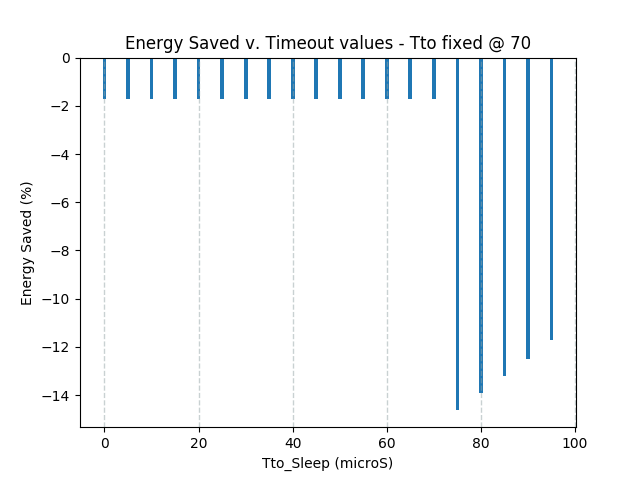 Energy Saved v. Timeout values - Tto fixed @ 70
Energy Saved (%)
0
−2
−4
−6
−8
−10
−12
−14
0 20 40 60 80 100
Tto_Sleep (microS)